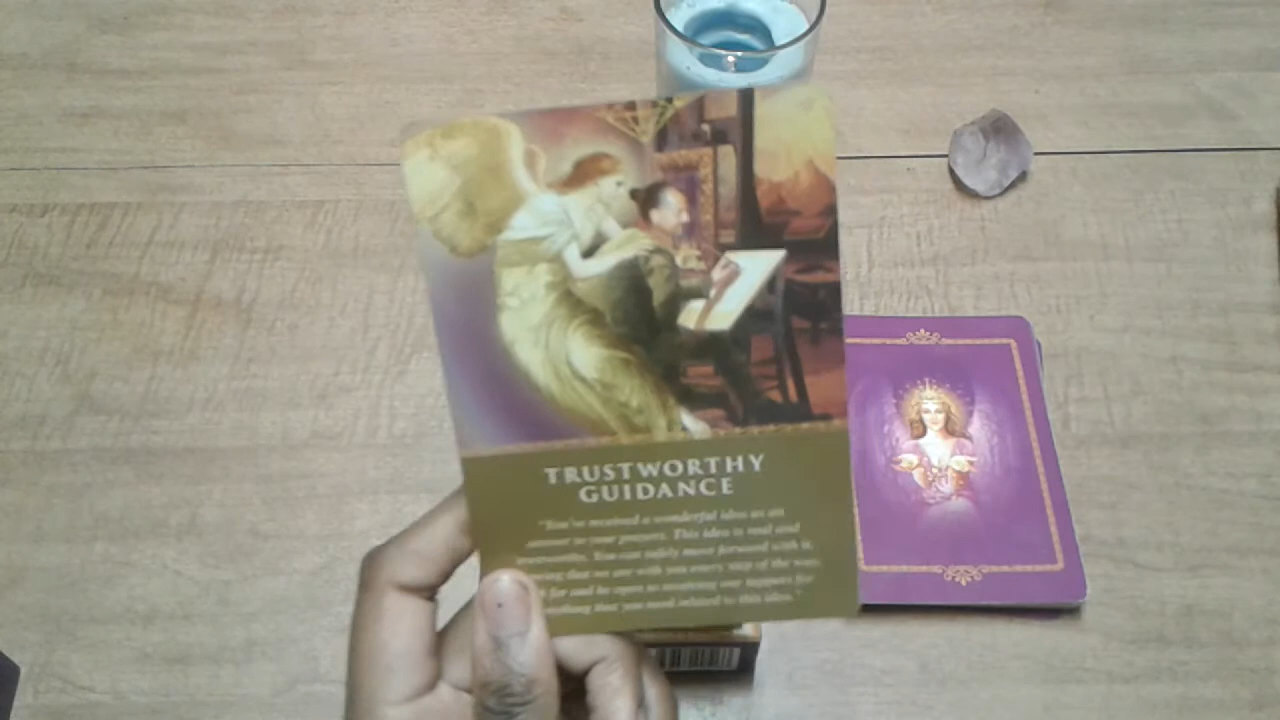 TRUSTWORTHY
GUIDANCE
"You've received a wonderful idea as an
answer to your prayers. This idea is real and
trustworthy. You can safely move forward with it,
that we are with you every step of the way.
for and be open to receiving our support for
that you need related to this idea."